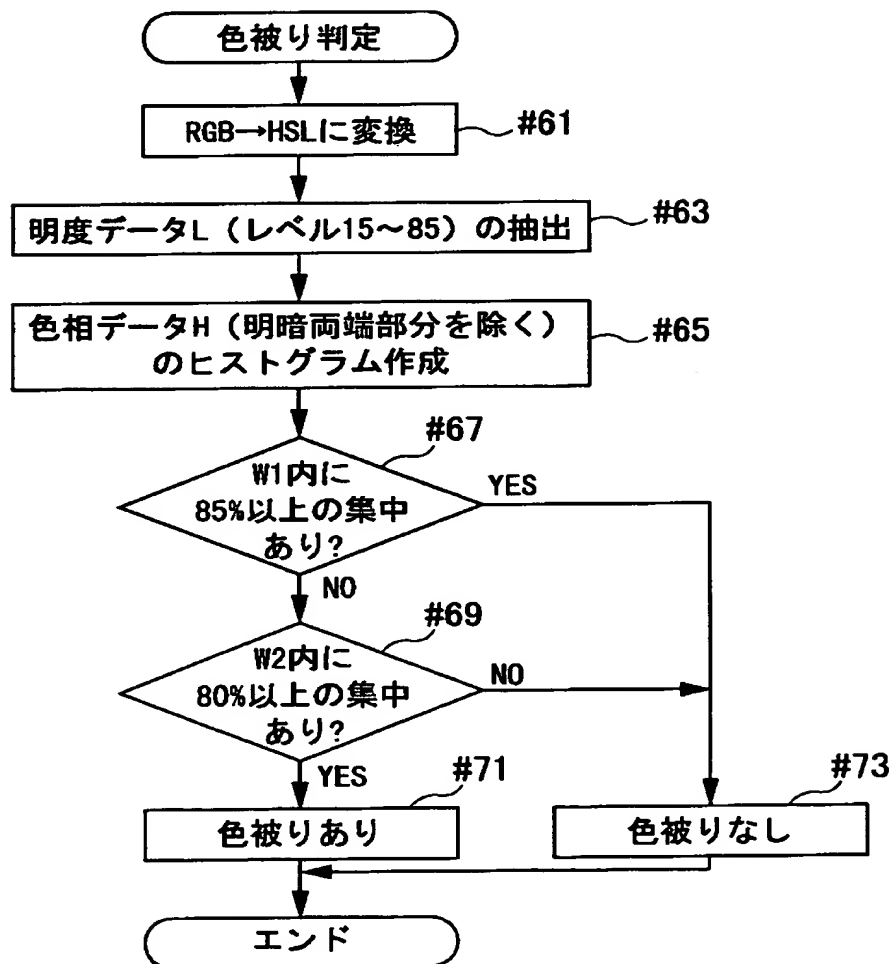 色被り判定
RGB→HSLに変換
#61
明度データL(レベル15~85)の抽出
#63
色相データH(明暗両端部分を除く)
のヒストグラム作成
#65
#67
W1内に
85%以上の集中
あり?
YES
NO
#69
W2内に
80%以上の集中
あり?
NO
YES
#71
色被りあり
#73
色被りなし
エンド